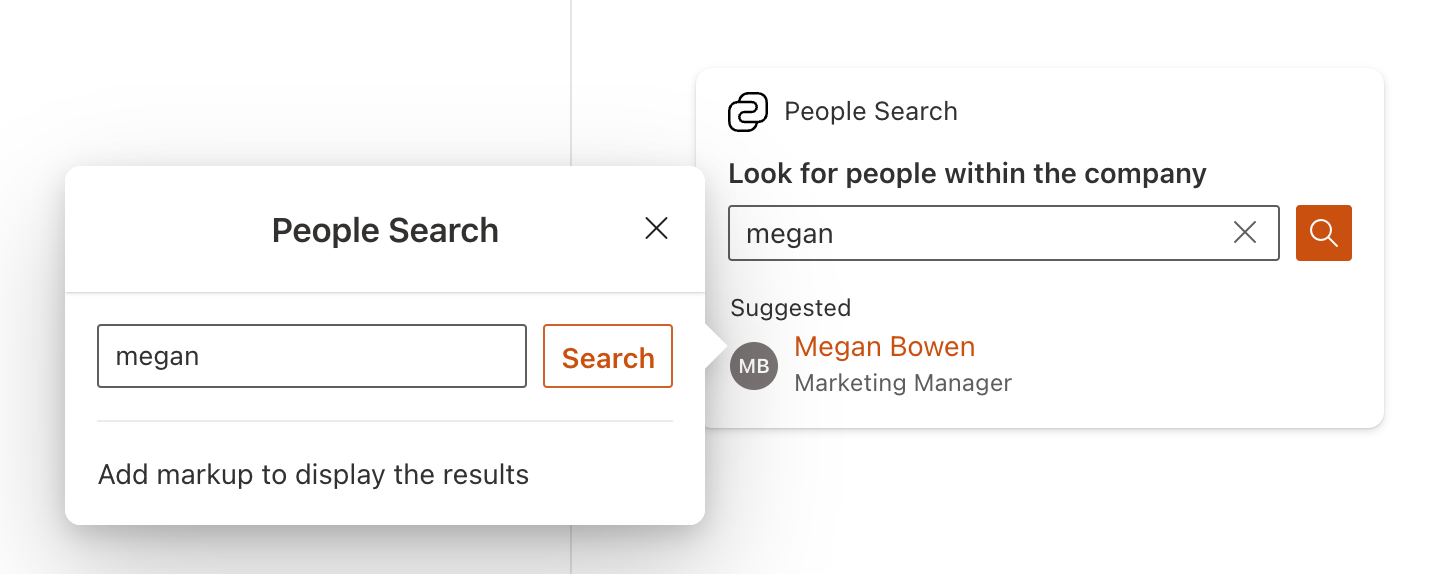 People Search
megan
Search
Add markup to display the results
People Search
Look for people within the company
megan
Suggested
MB
Megan Bowen
Marketing Manager